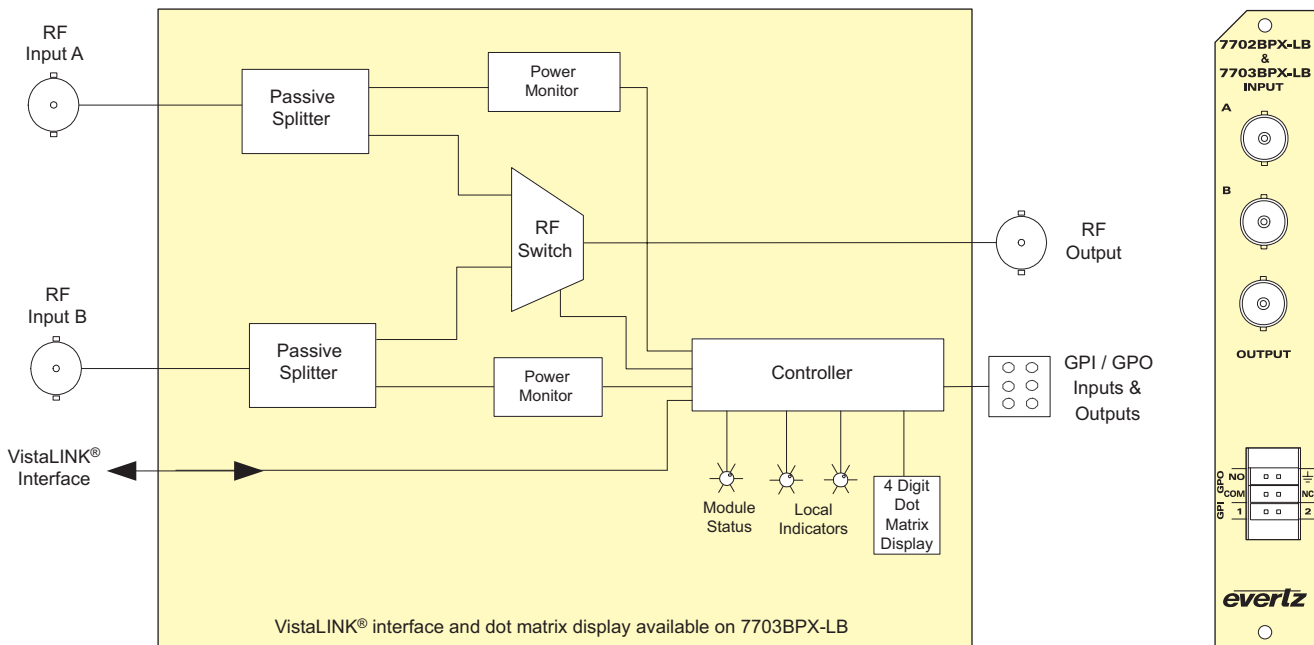 RF
Input A
Passive
Splitter
Power
Monitor
RF
Switch
RF
Output
RF
Input B
Passive
Splitter
Power
Monitor
Controller
GPI / GPO
Inputs &
Outputs
VistaLINK®
Interface
Module
Status
Local
Indicators
4 Digit
Dot
Matrix
Display
VistaLINK® interface and dot matrix display available on 7703BPX-LB
7702BPX-LB
&
7703BPX-LB
INPUT
A
B
OUTPUT
GPO
NO
COM
NC
GPI
1
2
evertz